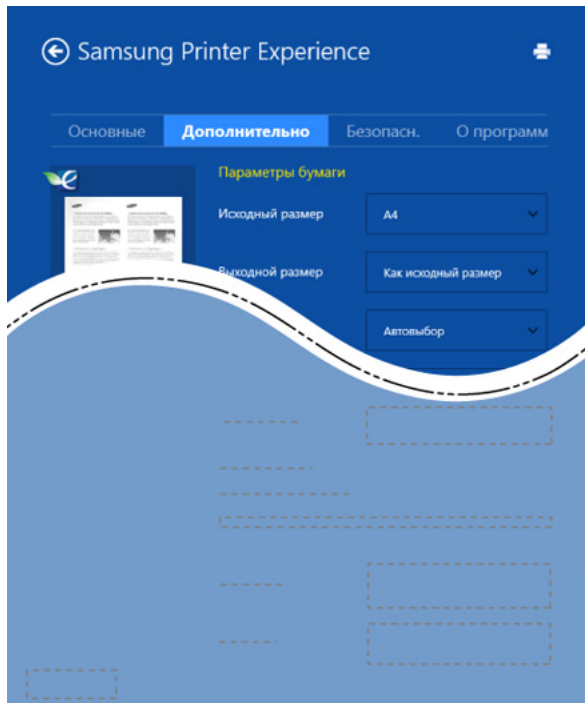 Samsung Printer Experience
Основные Дополнительно Безопасн. О программ
Параметры бумаги
Исходный размер A4
Выходной размер Как исходный размер
Автовыбор